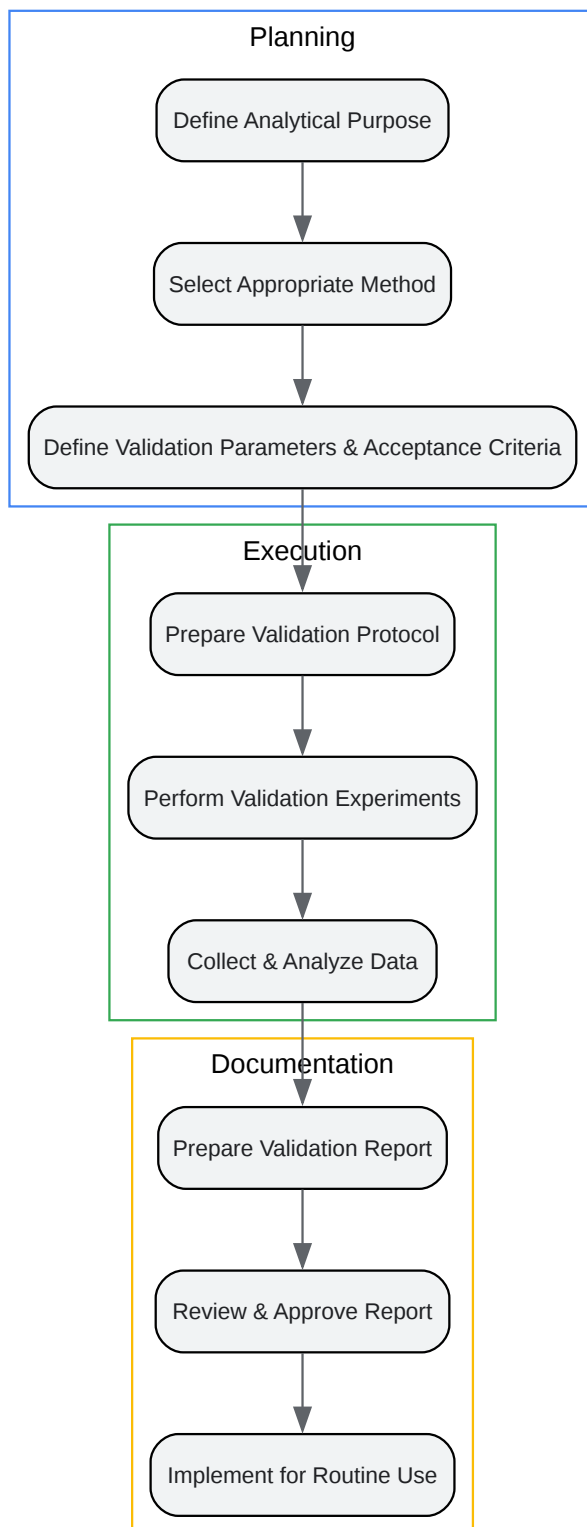 Planning
Define Analytical Purpose
Select Appropriate Method
Define Validation Parameters & Acceptance Criteria
Execution
Prepare Validation Protocol
Perform Validation Experiments
Collect & Analyze Data
Documentation
Prepare Validation Report
Review & Approve Report
Implement for Routine Use